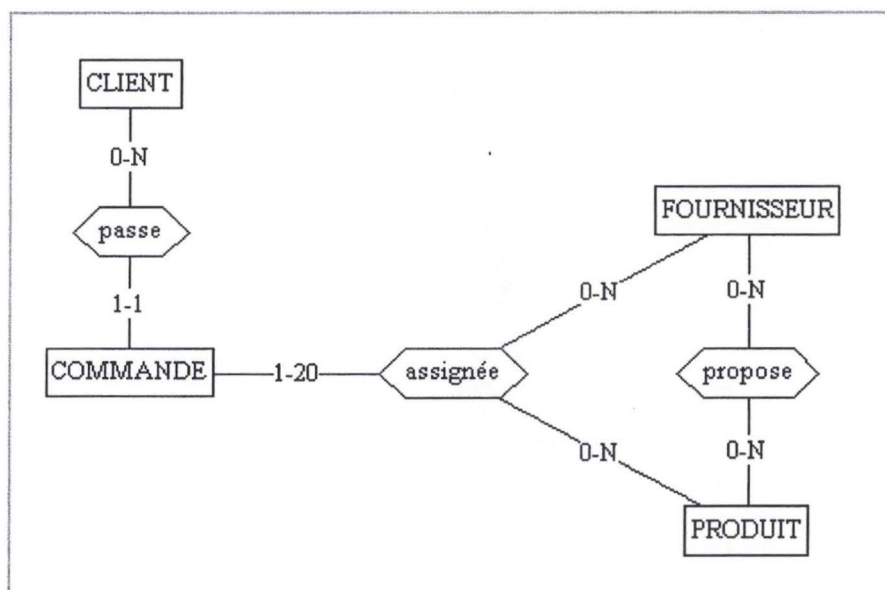 CLIENT
0-N
passe
1-1
COMMANDE
1-20
assignée
FOURNISSEUR
0-N
0-N
propose
0-N
0-N
PRODUIT